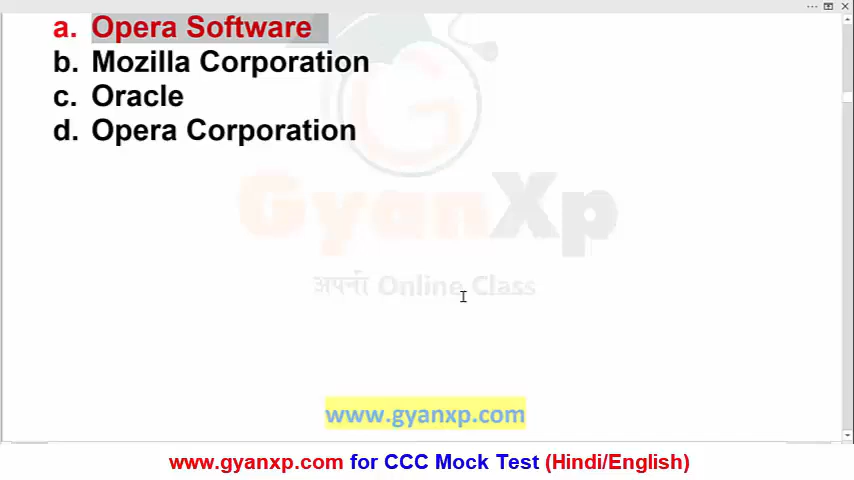 a. Opera Software
b. Mozilla Corporation
c. Oracle
d. Opera Corporation
GyanXp
अपनी Online Class
www.gyanxp.com
www.gyanxp.com for CCC Mock Test (Hindi/English)